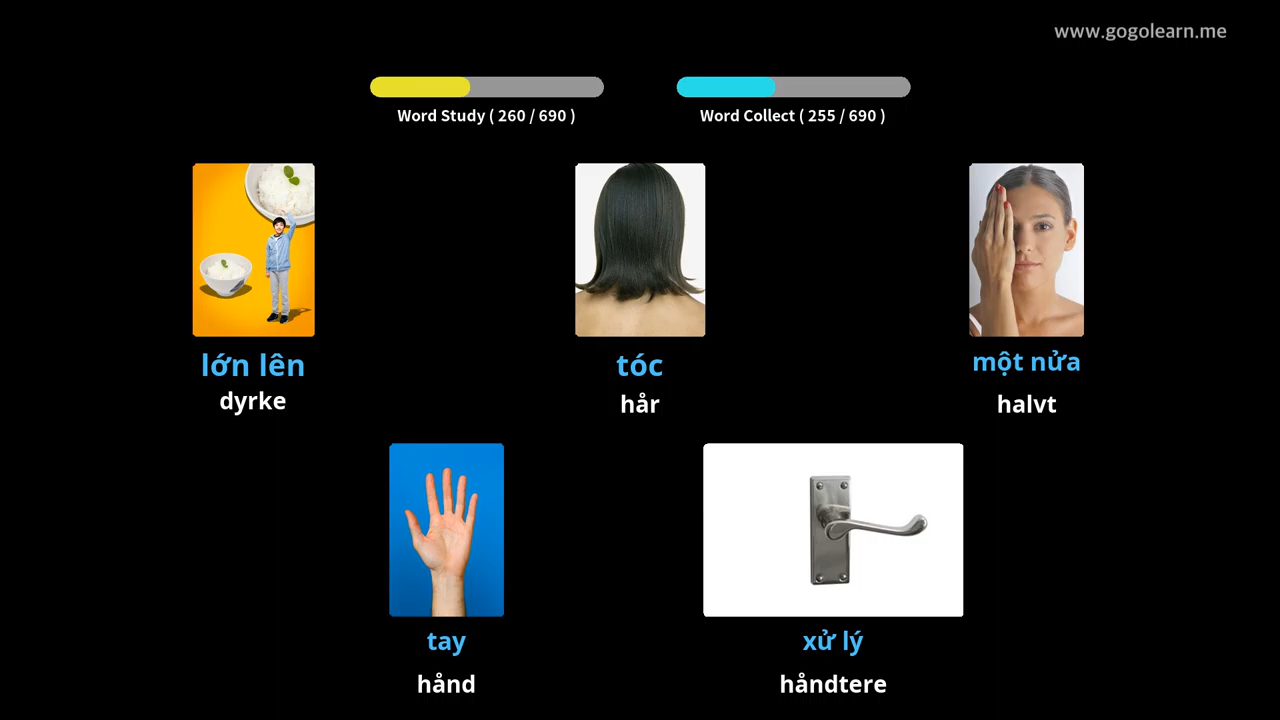 www.gogolearn.me
Word Study ( 260 / 690 )
Word Collect ( 255 / 690 )
lớn lên
dyrke
tóc
hår
một nửa
halvt
tay
hånd
xử lý
håndtere